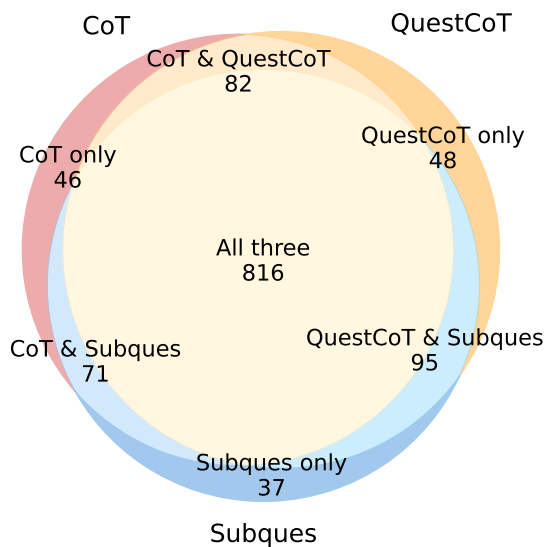 CoT
QuestCoT
CoT & QuestCoT
82
QuestCoT only
48
CoT only
46
All three
816
QuestCoT & Subques
95
CoT & Subques
71
Subques only
37
Subques